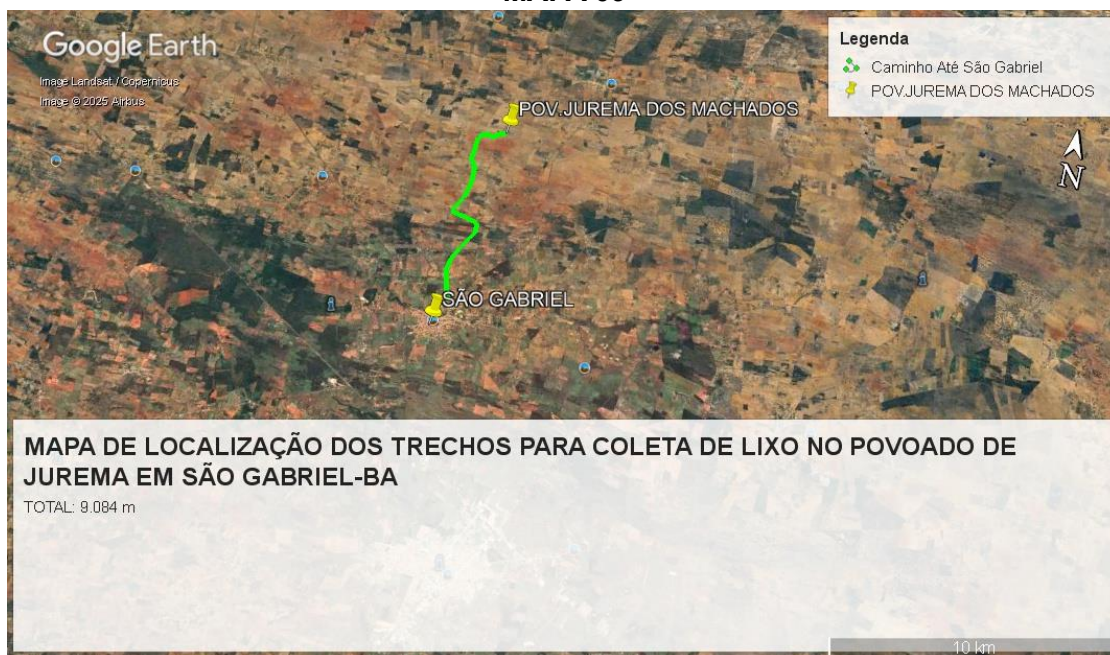 Google Earth
Image Landsat / Copernicus
Image © 2025 Airbus
Legenda
Caminho Até São Gabriel
POV.JUREMA DOS MACHADOS
POV.JUREMA DOS MACHADOS
N
SÃO GABRIEL
MAPA DE LOCALIZAÇÃO DOS TRECHOS PARA COLETA DE LIXO NO POVOADO DE
JUREMA EM SÃO GABRIEL-BA
TOTAL: 9.084 m
10 km